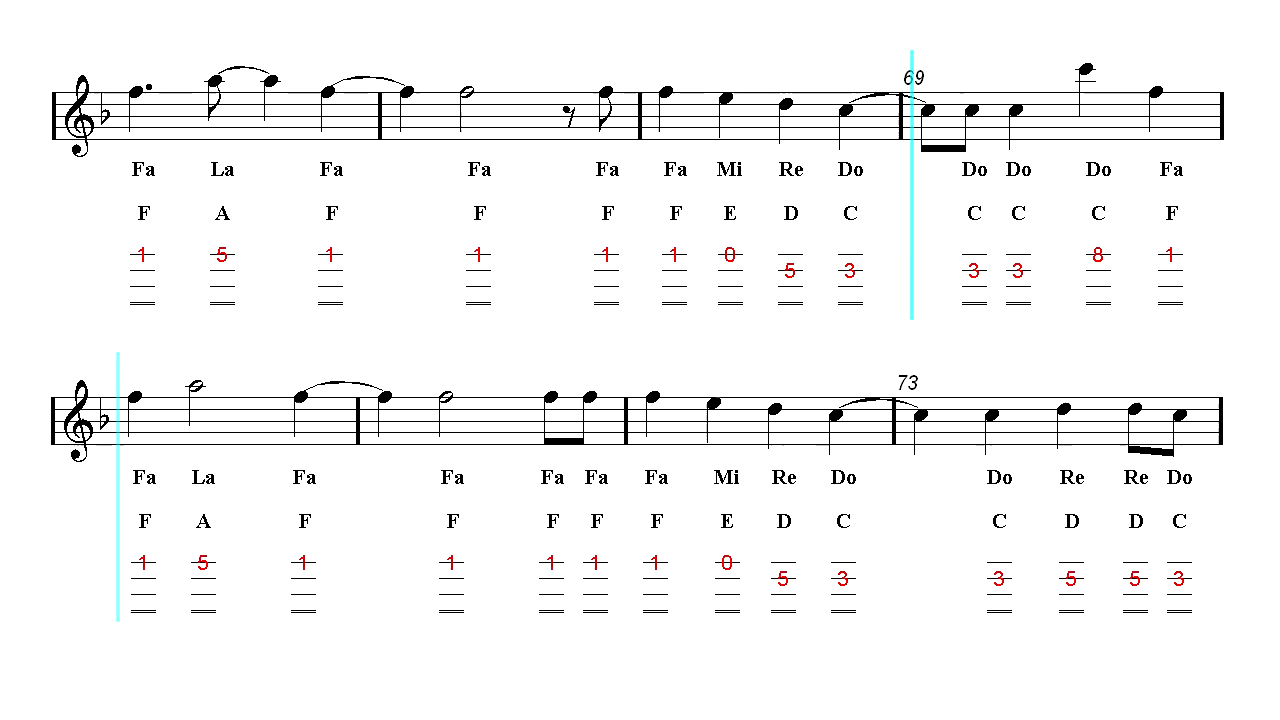 69
Fa La Fa Fa Fa Fa Mi Re Do Do Do Do Fa
F A F F F F E D C C C C F
1 5 1 1 1 1 0 8 1
5 3 3 3
73
Fa La Fa Fa Fa Fa Fa Mi Re Do Do Re Re Do
F A F F F F F E D C C D D C
1 5 1 1 1 1 1 0
5 3 3 5 5 3